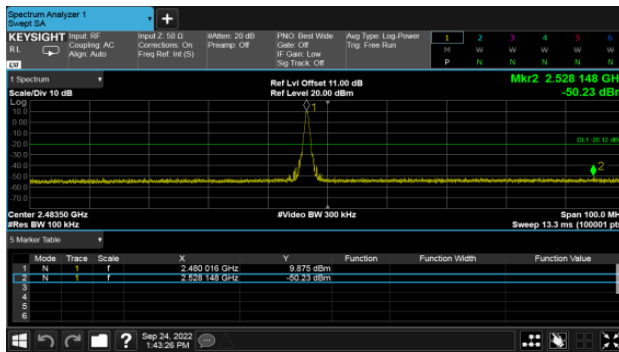 Spectrum Analyzer 1
Swept SA
+
KEYSIGHT Input: RF Input Z: 50 Ω #Atten: 20 dB PNO: Best Wide Avg Type: Log-Power 1 2 3 4 5 6
RL Coupling: AC Corrections: On Preamp: Off Gate: Off Trig: Free Run M W W W W W
Align: Auto Freq Ref: Int (S) IF Gain: Low P N N N N N
LXI Sig Track: Off
1 Spectrum Ref Lvl Offset 11.00 dB Mkr2 2.528 148 GH
Scale/Div 10 dB Ref Level 20.00 dBm -50.23 dBr
Log
10.0 1
0.00
-10.0
-20.0 DL1 -20.12 dB
-30.0
-40.0 2
-50.0
-60.0
-70.0
Center 2.48350 GHz #Video BW 300 kHz Span 100.0 MH
#Res BW 100 kHz Sweep 13.3 ms (100001 pts
5 Marker Table
Mode Trace Scale X Y Function Function Width Function Value
1 N 1 f 2.480 016 GHz 9.875 dBm
2 N 1 f 2.528 148 GHz -50.23 dBm
3
4
5
6
? Sep 24, 2022
1:43:26 PM